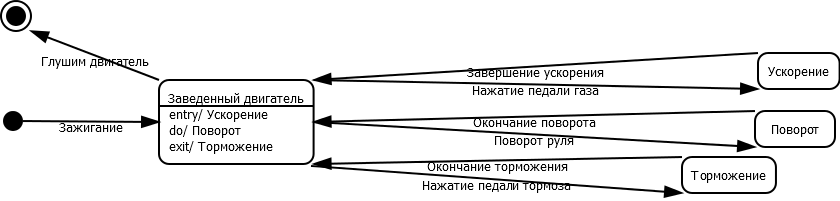 Глушим двигатель
Зажигание
Заведенный двигатель
entry/ Ускорение
do/ Поворот
exit/ Торможение
Завершение ускорения
Нажатие педали газа
Ускорение
Окончание поворота
Поворот руля
Поворот
Окончание торможения
Нажатие педали тормоза
Торможение